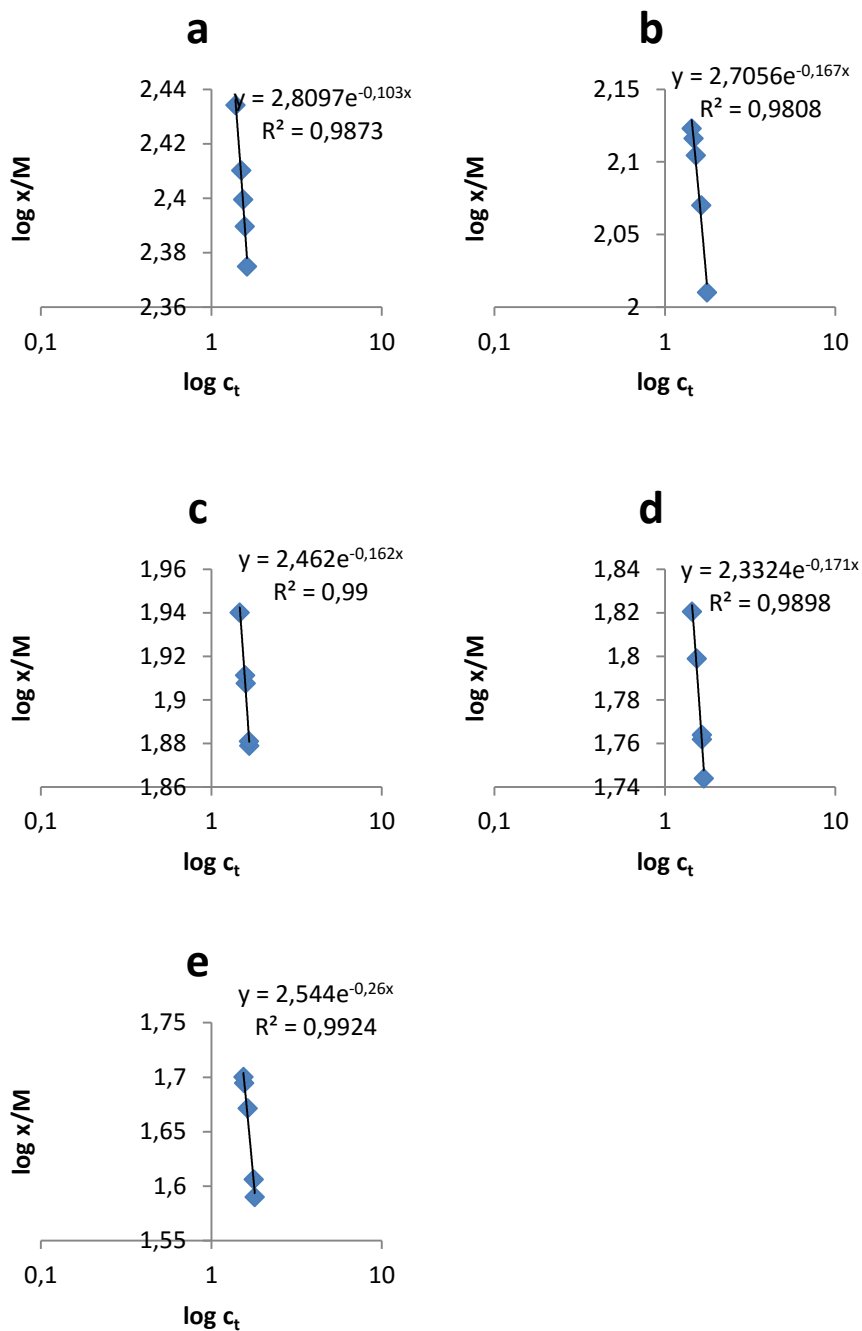 a
y = 2,8097e^-0,103x
R² = 0,9873
2,44
2,42
2,4
2,38
2,36
0,1
1
10
log x/M
log cₜ
b
y = 2,7056e^-0,167x
R² = 0,9808
2,15
2,1
2,05
2
0,1
1
10
log x/M
log cₜ
c
y = 2,462e^-0,162x
R² = 0,99
1,96
1,94
1,92
1,9
1,88
1,86
0,1
1
10
log x/M
log cₜ
d
y = 2,3324e^-0,171x
R² = 0,9898
1,84
1,82
1,8
1,78
1,76
1,74
0,1
1
10
log x/M
log cₜ
e
y = 2,544e^-0,26x
R² = 0,9924
1,75
1,7
1,65
1,6
1,55
0,1
1
10
log x/M
log cₜ